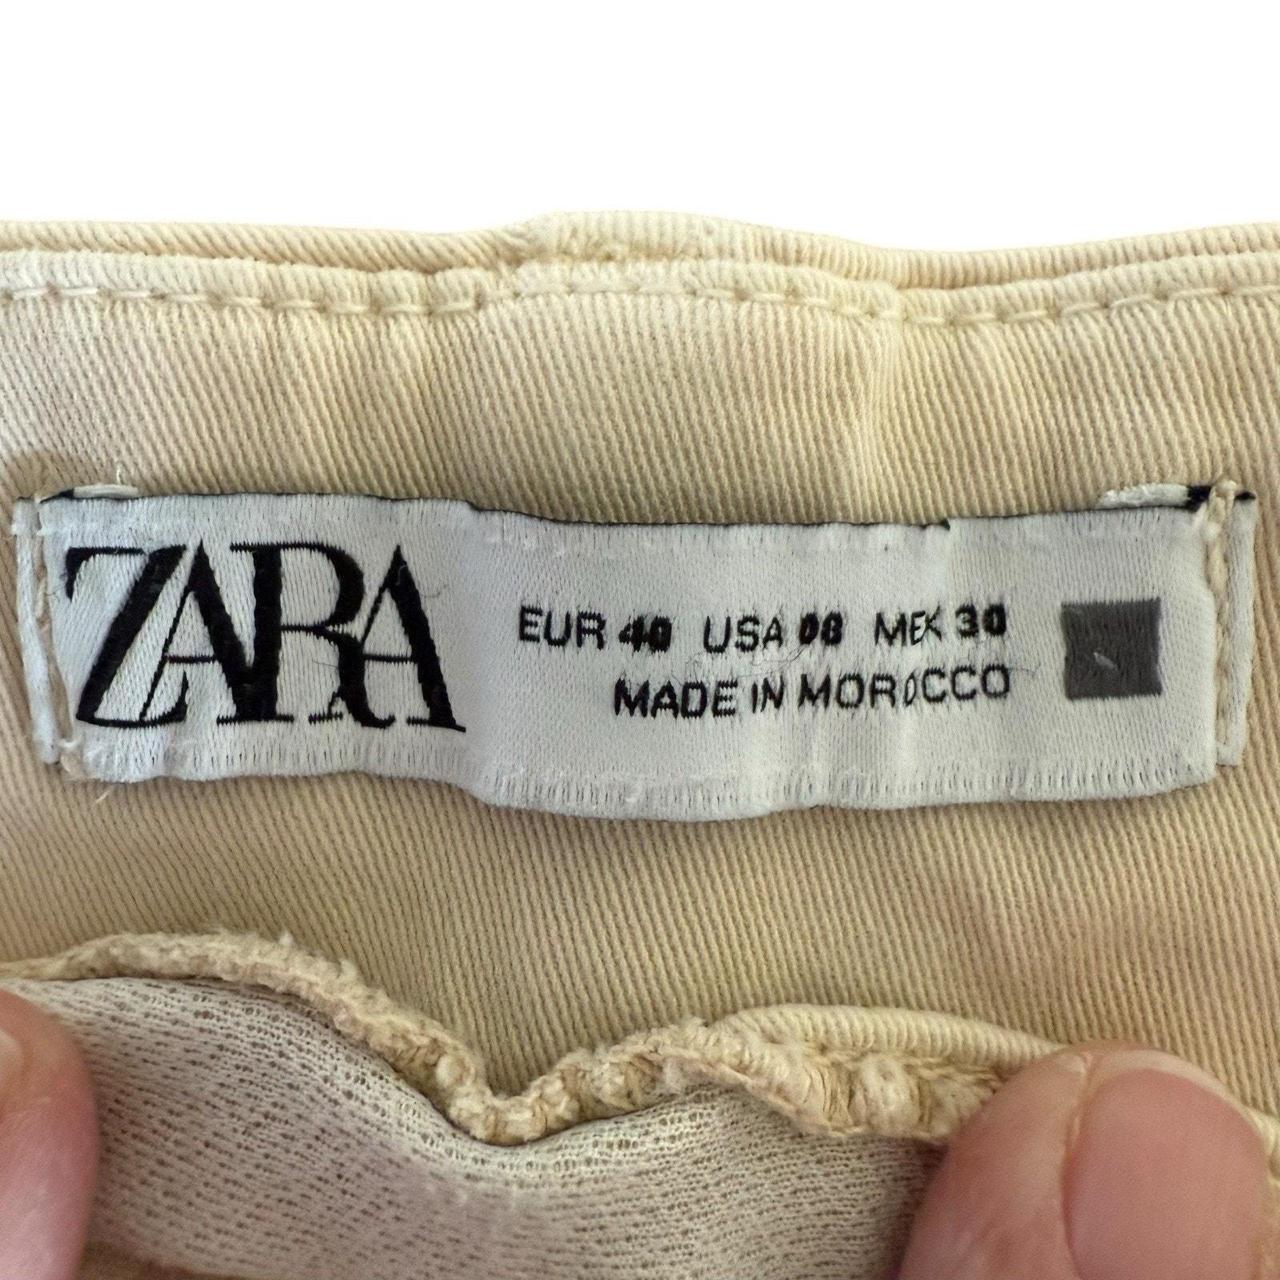 ZARA
EUR 40 USA 08 MEX 30
MADE IN MOROCCO